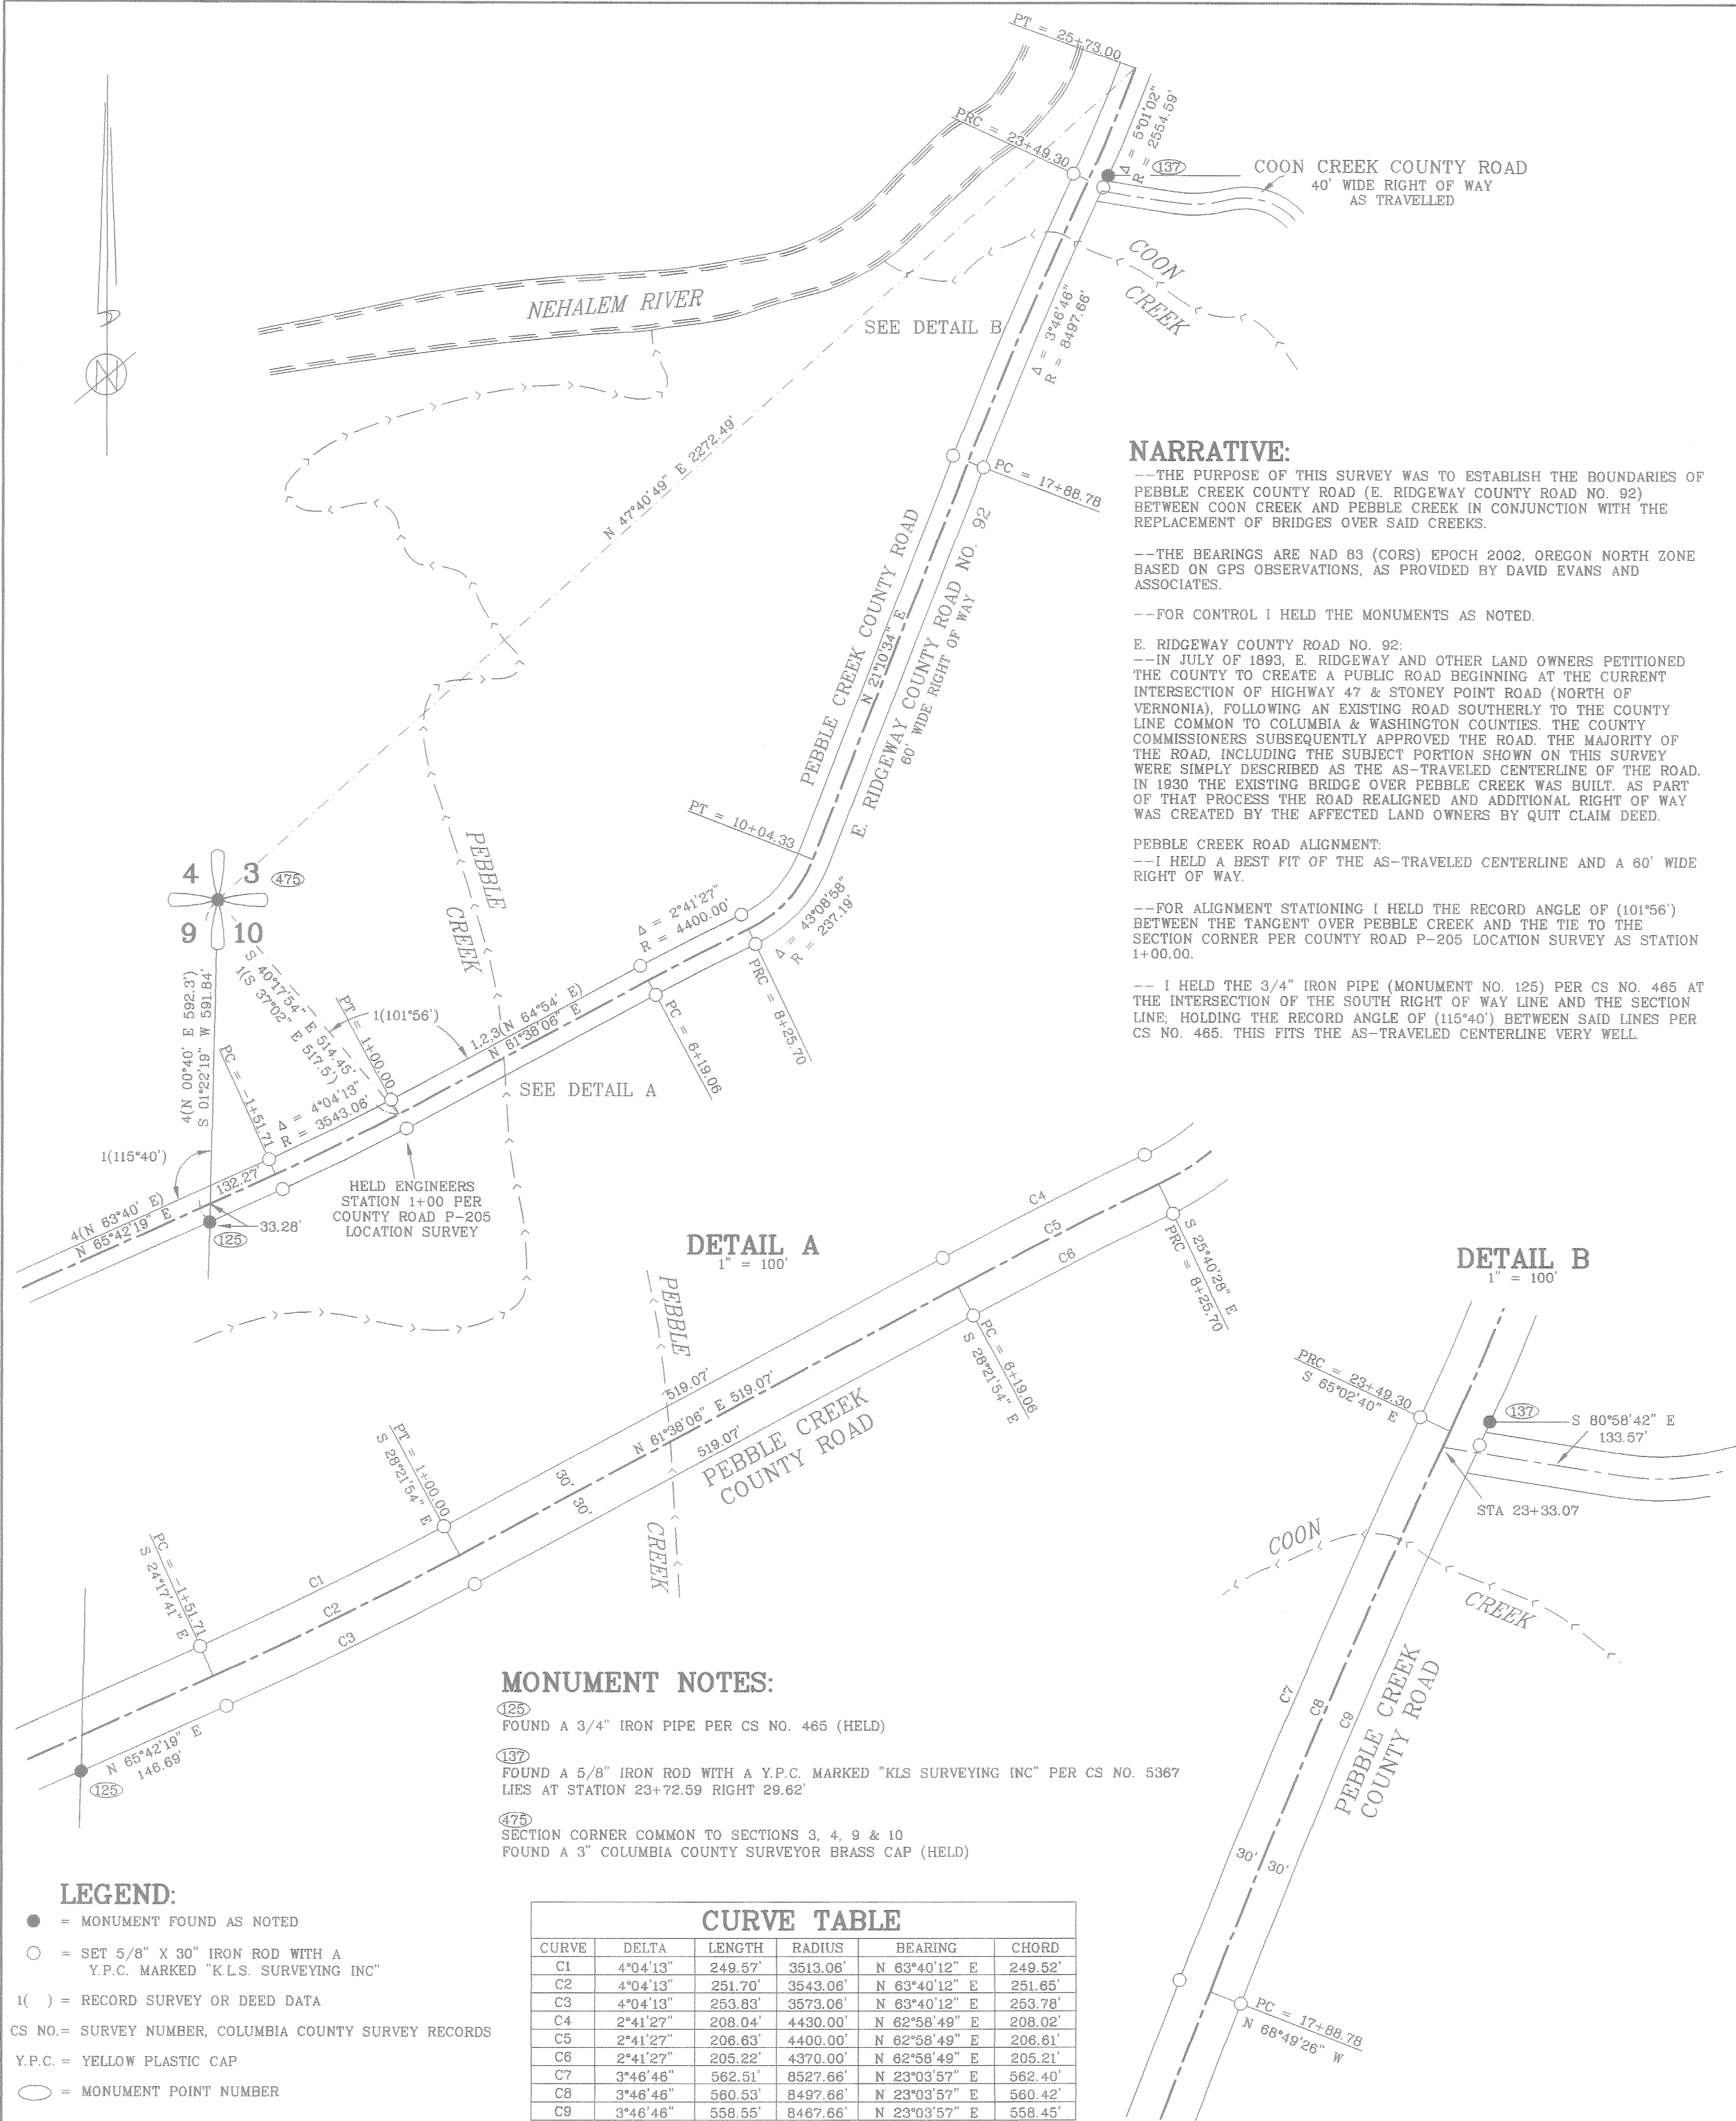 PT = 25+73.00
Δ = 5°01'02"
R = 2554.59'
PRC = 23+49.30
137
COON CREEK COUNTY ROAD
40' WIDE RIGHT OF WAY
AS TRAVELLED
COON
CREEK
NEHALEM RIVER
SEE DETAIL B
Δ = 3°46'46"
R = 8497.66'
N 47°40'49" E 2272.49'
PC = 17+88.78
PEBBLE CREEK COUNTY ROAD
N 21°10'34" E
E. RIDGEWAY COUNTY ROAD NO. 92
60' WIDE RIGHT OF WAY
NARRATIVE:
--THE PURPOSE OF THIS SURVEY WAS TO ESTABLISH THE BOUNDARIES OF
PEBBLE CREEK COUNTY ROAD (E. RIDGEWAY COUNTY ROAD NO. 92)
BETWEEN COON CREEK AND PEBBLE CREEK IN CONJUNCTION WITH THE
REPLACEMENT OF BRIDGES OVER SAID CREEKS.
--THE BEARINGS ARE NAD 83 (CORS) EPOCH 2002, OREGON NORTH ZONE
BASED ON GPS OBSERVATIONS, AS PROVIDED BY DAVID EVANS AND
ASSOCIATES.
--FOR CONTROL I HELD THE MONUMENTS AS NOTED.
E. RIDGEWAY COUNTY ROAD NO. 92:
--IN JULY OF 1893, E. RIDGEWAY AND OTHER LAND OWNERS PETITIONED
THE COUNTY TO CREATE A PUBLIC ROAD BEGINNING AT THE CURRENT
INTERSECTION OF HIGHWAY 47 & STONEY POINT ROAD (NORTH OF
VERNONIA), FOLLOWING AN EXISTING ROAD SOUTHERLY TO THE COUNTY
LINE COMMON TO COLUMBIA & WASHINGTON COUNTIES. THE COUNTY
COMMISSIONERS SUBSEQUENTLY APPROVED THE ROAD. THE MAJORITY OF
THE ROAD, INCLUDING THE SUBJECT PORTION SHOWN ON THIS SURVEY
WERE SIMPLY DESCRIBED AS THE AS-TRAVELED CENTERLINE OF THE ROAD.
IN 1930 THE EXISTING BRIDGE OVER PEBBLE CREEK WAS BUILT. AS PART
OF THAT PROCESS THE ROAD REALIGNED AND ADDITIONAL RIGHT OF WAY
WAS CREATED BY THE AFFECTED LAND OWNERS BY QUIT CLAIM DEED.
PEBBLE CREEK ROAD ALIGNMENT:
--I HELD A BEST FIT OF THE AS-TRAVELED CENTERLINE AND A 60' WIDE
RIGHT OF WAY.
--FOR ALIGNMENT STATIONING I HELD THE RECORD ANGLE OF (101°56')
BETWEEN THE TANGENT OVER PEBBLE CREEK AND THE TIE TO THE
SECTION CORNER PER COUNTY ROAD P-205 LOCATION SURVEY AS STATION
1+00.00.
-- I HELD THE 3/4" IRON PIPE (MONUMENT NO. 125) PER CS NO. 465 AT
THE INTERSECTION OF THE SOUTH RIGHT OF WAY LINE AND THE SECTION
LINE; HOLDING THE RECORD ANGLE OF (115°40') BETWEEN SAID LINES PER
CS NO. 465. THIS FITS THE AS-TRAVELED CENTERLINE VERY WELL.
PT = 10+04.33
4 3
475
9 10
PEBBLE
CREEK
Δ = 2°41'27"
R = 4400.00'
Δ = 43°08'58"
R = 237.19'
PRC = 8+25.70
PC = 6+19.06
4(N 00°40' E 592.3')
S 01°22'19" W 591.84'
S 40°17'54" E 514.45'
1(S 37°02" E 517.5')
PT = 1+00.00
1(101°56')
1,2,3(N 64°54' E)
N 61°38'06" E
SEE DETAIL A
PC = -1+51.71
Δ = 4°04'13"
R = 3543.06'
1(115°40')
132.27'
4(N 63°40' E)
N 65°42'19" E
33.28'
125
HELD ENGINEERS
STATION 1+00 PER
COUNTY ROAD P-205
LOCATION SURVEY
DETAIL A
1" = 100'
C4
C5
C6
S 25°40'28" E
PRC = 8+25.70
PEBBLE
CREEK
519.07'
N 61°38'06" E 519.07'
519.07'
PEBBLE CREEK
COUNTY ROAD
PC = 6+19.06
S 28°21'54" E
PT = 1+00.00
S 28°21'54" E
30'
30'
PC = -1+51.71
S 24°17'41" E
C1
C2
C3
N 65°42'19" E
146.69'
125
DETAIL B
1" = 100'
PRC = 23+49.30
S 65°02'40" E
137
S 80°58'42" E
133.57'
STA 23+33.07
COON
CREEK
C7
C8
C9
PEBBLE CREEK
COUNTY ROAD
30'
30'
PC = 17+88.78
N 68°49'26" W
MONUMENT NOTES:
125
FOUND A 3/4" IRON PIPE PER CS NO. 465 (HELD)
137
FOUND A 5/8" IRON ROD WITH A Y.P.C. MARKED "KLS SURVEYING INC" PER CS NO. 5367
LIES AT STATION 23+72.59 RIGHT 29.62'
475
SECTION CORNER COMMON TO SECTIONS 3, 4, 9 & 10
FOUND A 3" COLUMBIA COUNTY SURVEYOR BRASS CAP (HELD)
LEGEND:
= MONUMENT FOUND AS NOTED
= SET 5/8" X 30" IRON ROD WITH A
Y.P.C. MARKED "K.L.S. SURVEYING INC"
1( ) = RECORD SURVEY OR DEED DATA
CS NO.= SURVEY NUMBER, COLUMBIA COUNTY SURVEY RECORDS
Y.P.C. = YELLOW PLASTIC CAP
= MONUMENT POINT NUMBER
CURVE TABLE
CURVE DELTA LENGTH RADIUS BEARING CHORD
C1 4°04'13" 249.57' 3513.06' N 63°40'12" E 249.52'
C2 4°04'13" 251.70' 3543.06' N 63°40'12" E 251.65'
C3 4°04'13" 253.83' 3573.06' N 63°40'12" E 253.78'
C4 2°41'27" 208.04' 4430.00' N 62°58'49" E 208.02'
C5 2°41'27" 206.63' 4400.00' N 62°58'49" E 206.61'
C6 2°41'27" 205.22' 4370.00' N 62°58'49" E 205.21'
C7 3°46'46" 562.51' 8527.66' N 23°03'57" E 562.40'
C8 3°46'46" 560.53' 8497.66' N 23°03'57" E 560.42'
C9 3°46'46" 558.55' 8467.66' N 23°03'57" E 558.45'